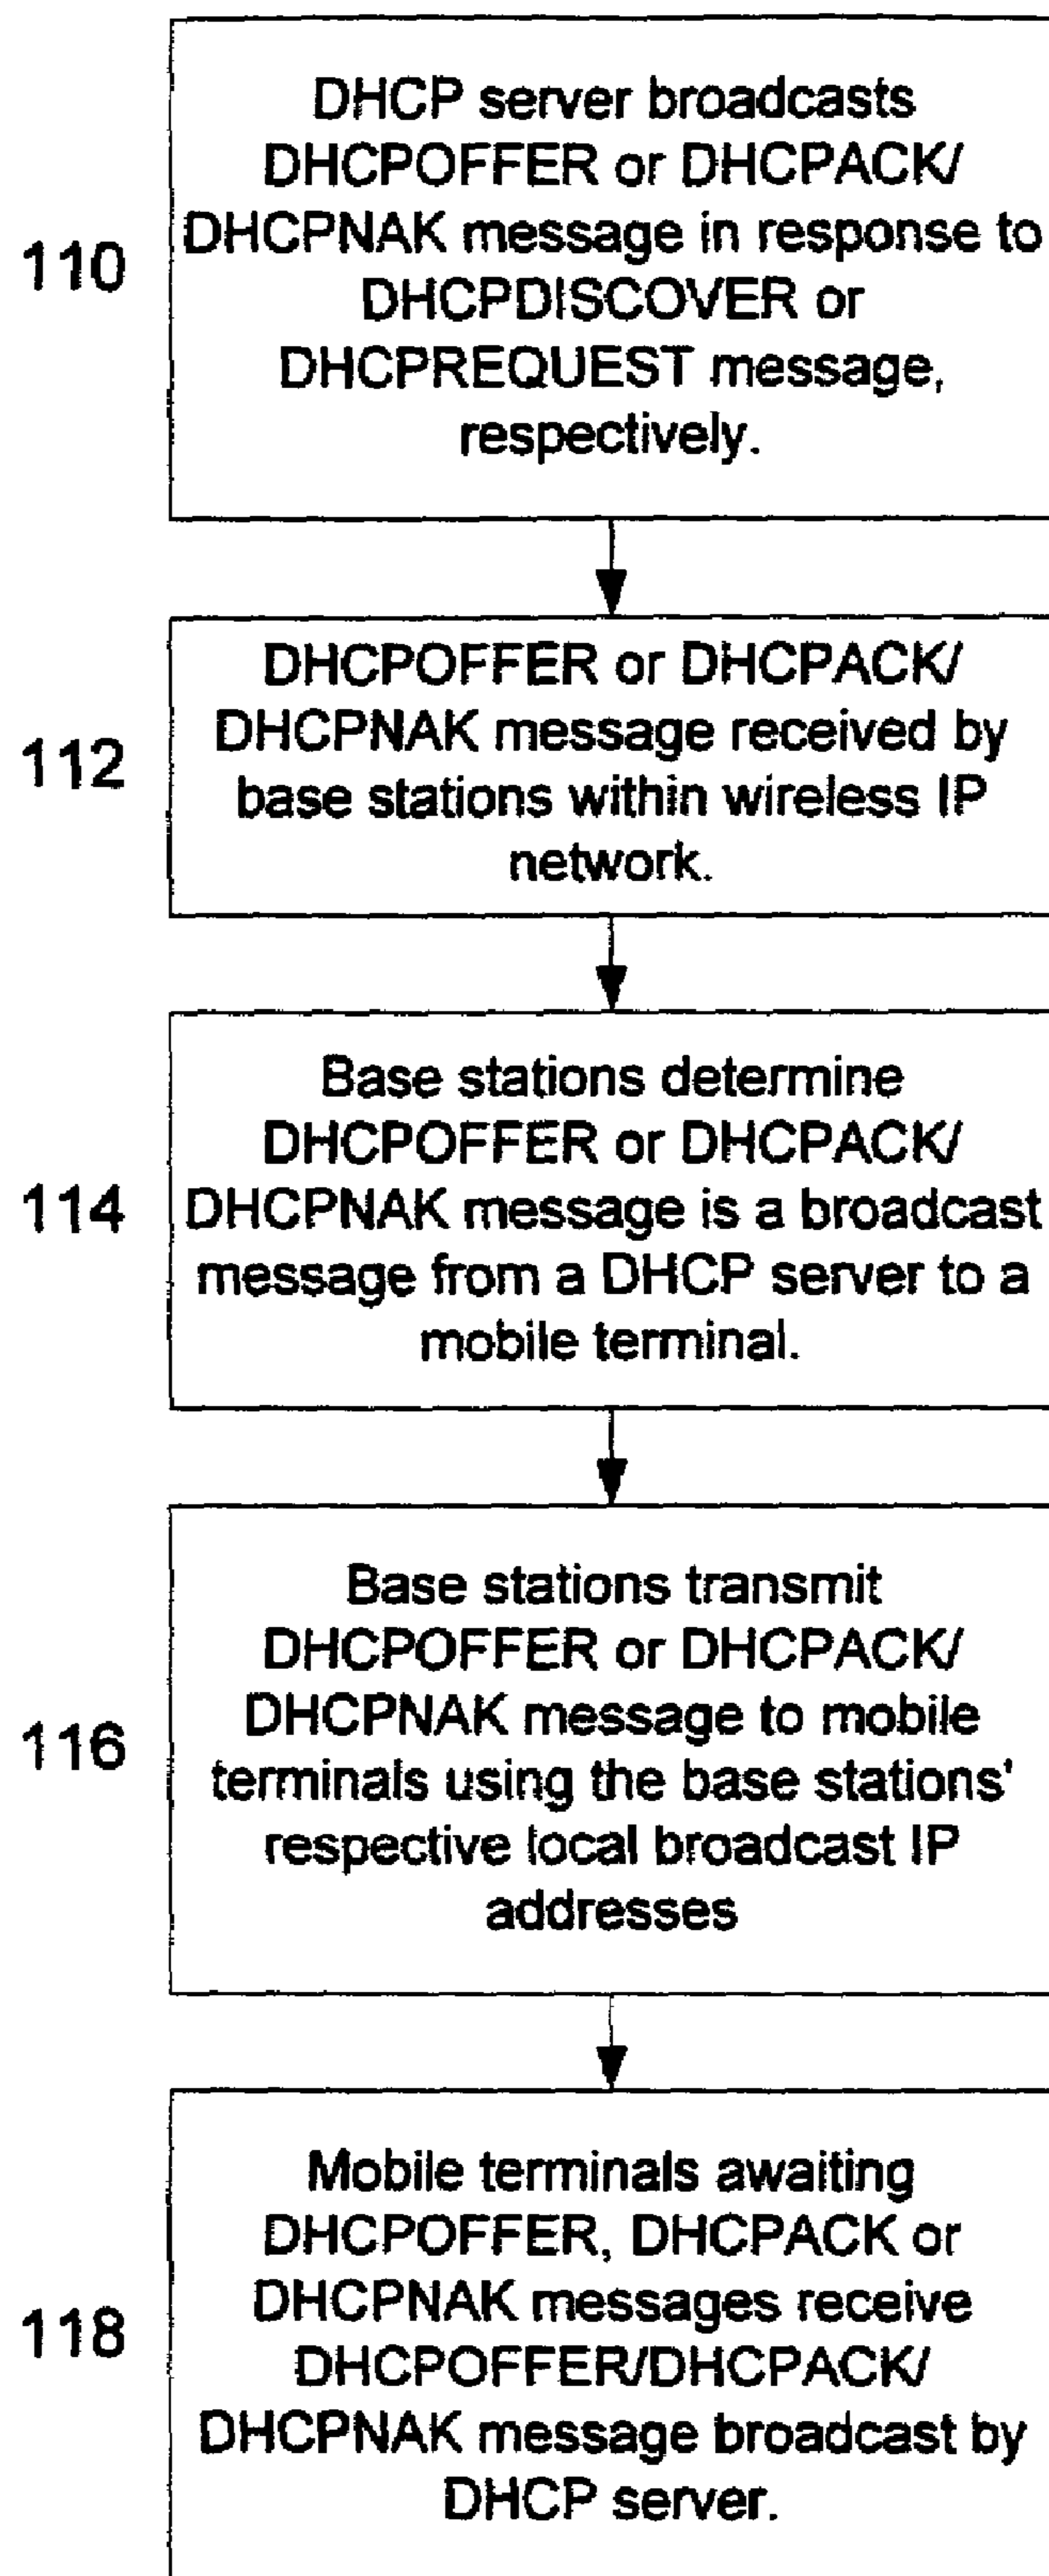 DHCP server broadcasts
DHCPOFFER or DHCPACK/
110
DHCPNAK message in response to
DHCPDISCOVER or
DHCPREQUEST message,
respectively.
DHCPOFFER or DHCPACK/
112
DHCPNAK message received by
base stations within wireless IP
network.
Base stations determine
DHCPOFFER or DHCPACK/
114
DHCPNAK message is a broadcast
message from a DHCP server to a
mobile terminal.
Base stations transmit
DHCPOFFER or DHCPACK/
116
DHCPNAK message to mobile
terminals using the base stations'
respective local broadcast IP
addresses
Mobile terminals awaiting
DHCPOFFER, DHCPACK or
118
DHCPNAK messages receive
DHCPOFFER/DHCPACK/
DHCPNAK message broadcast by
DHCP server.